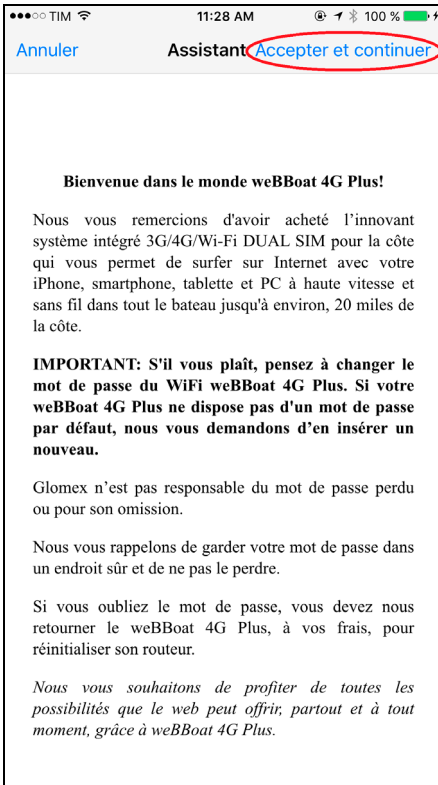 TIM 11:28 AM 100 %
Annuler Assistant Accepter et continuer
Bienvenue dans le monde weBBoat 4G Plus!
Nous vous remercions d'avoir acheté l’innovant
système intégré 3G/4G/Wi-Fi DUAL SIM pour la côte
qui vous permet de surfer sur Internet avec votre
iPhone, smartphone, tablette et PC à haute vitesse et
sans fil dans tout le bateau jusqu'à environ, 20 miles de
la côte.
IMPORTANT: S'il vous plaît, pensez à changer le
mot de passe du WiFi weBBoat 4G Plus. Si votre
weBBoat 4G Plus ne dispose pas d'un mot de passe
par défaut, nous vous demandons d’en insérer un
nouveau.
Glomex n’est pas responsable du mot de passe perdu
ou pour son omission.
Nous vous rappelons de garder votre mot de passe dans
un endroit sûr et de ne pas le perdre.
Si vous oubliez le mot de passe, vous devez nous
retourner le weBBoat 4G Plus, à vos frais, pour
réinitialiser son routeur.
Nous vous souhaitons de profiter de toutes les
possibilités que le web peut offrir, partout et à tout
moment, grâce à weBBoat 4G Plus.